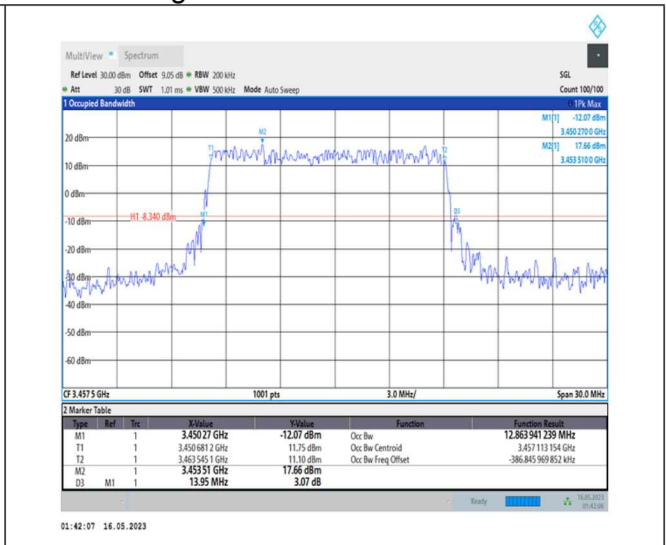 MultiView Spectrum
Ref Level 30.00 dBm Offset 9.05 dB RBW 200 kHz SGL
Att 30 dB SWT 1.01 ms VBW 500 kHz Mode Auto Sweep Count 100/100
1 Occupied Bandwidth 1Pk Max
M1[1] -12.07 dBm
3.450 270 0 GHz
M2[1] 17.66 dBm
3.453 510 0 GHz
M2
20 dBm
T1
T2
10 dBm
0 dBm
H1 -8.340 dBm
M1
D3
-10 dBm
-20 dBm
-30 dBm
-40 dBm
-50 dBm
-60 dBm
CF 3.457 5 GHz 1001 pts 3.0 MHz/ Span 30.0 MHz
2 Marker Table
Type Ref Trc X-Value Y-Value Function Function Result
M1 1 3.450 27 GHz -12.07 dBm Occ Bw 12.863 941 239 MHz
T1 1 3.450 681 2 GHz 11.75 dBm Occ Bw Centroid 3.457 113 154 GHz
T2 1 3.463 545 1 GHz 11.10 dBm Occ Bw Freq Offset -386.845 969 852 kHz
M2 1 3.453 51 GHz 17.66 dBm
D3 M1 1 13.95 MHz 3.07 dB
Ready 16.05.2023
01:42:06
01:42:07 16.05.2023